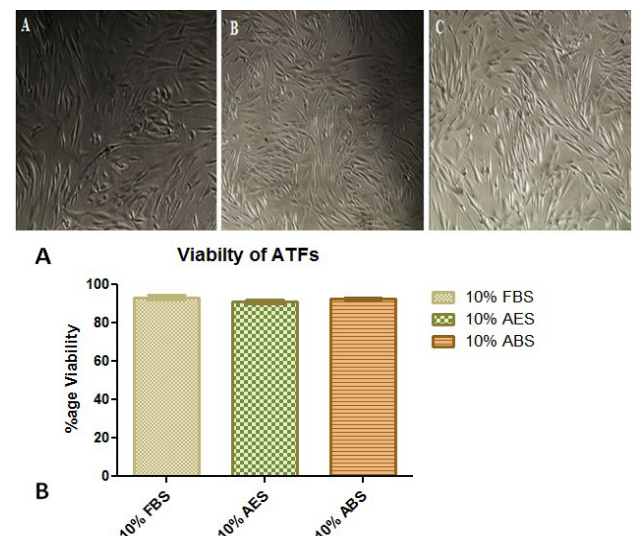 A
B
C
A
Viabilty of ATFs
100
80
60
40
20
0
%age Viability
10% FBS
10% AES
10% ABS
10% FBS
10% AES
10% ABS
B